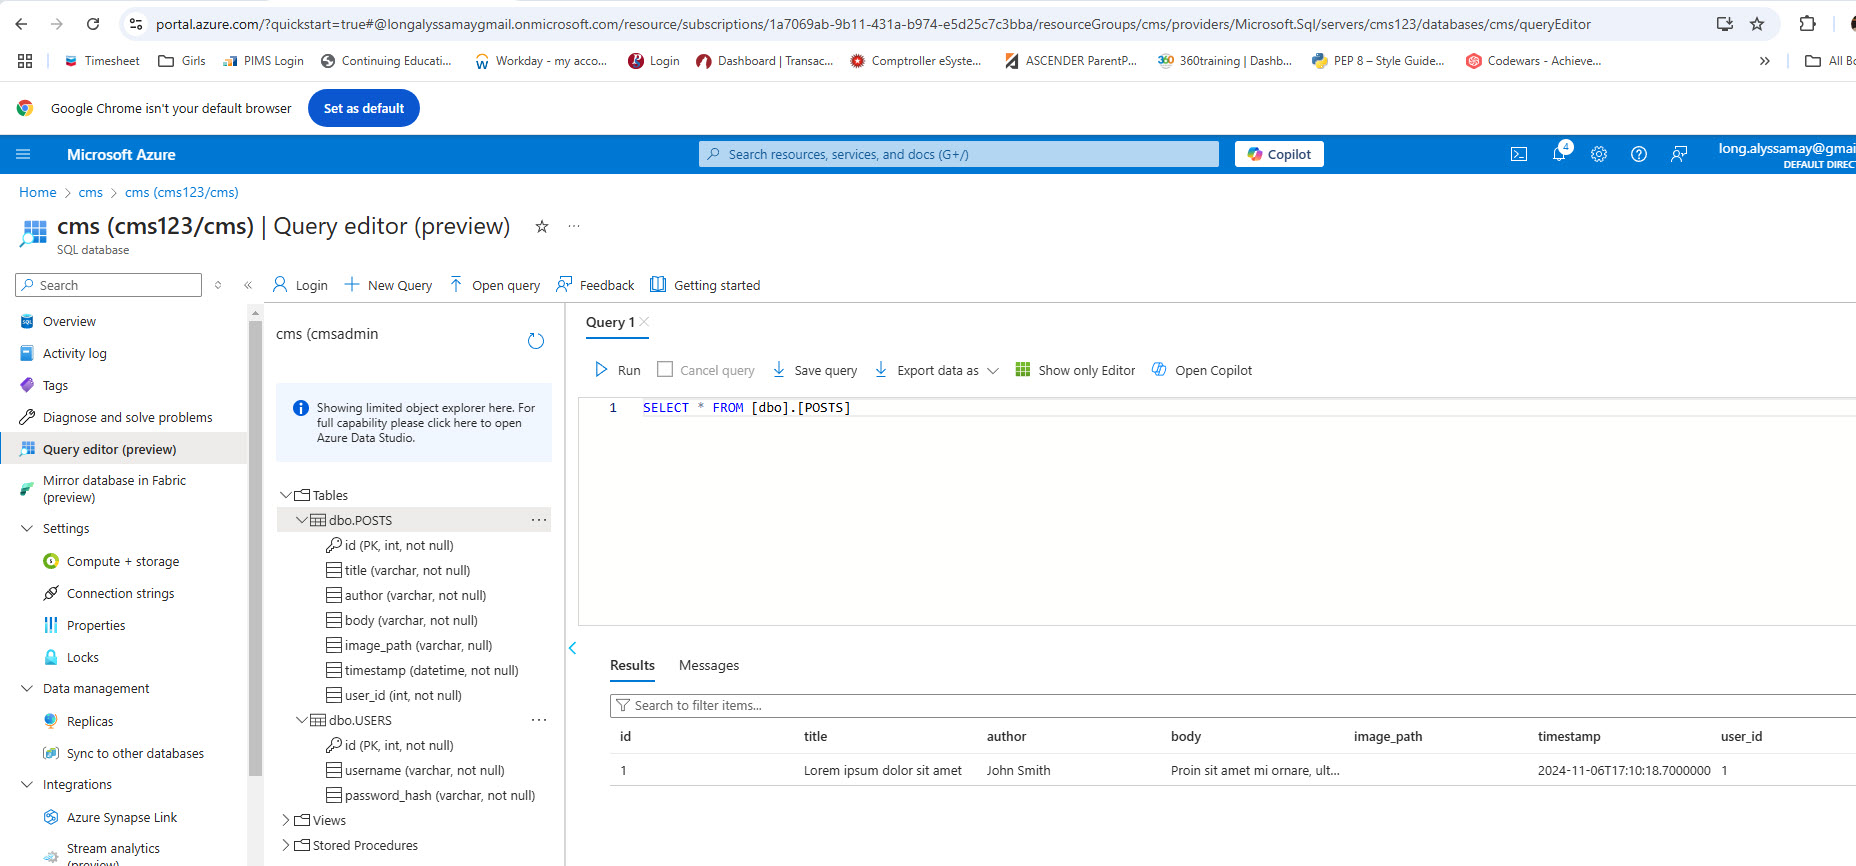 portal.azure.com/?quickstart=true#@longalyssamaygmail.onmicrosoft.com/resource/subscriptions/1a7069ab-9b11-431a-b974-e5d25c7c3bba/resourceGroups/cms/providers/Microsoft.Sql/servers/cms123/databases/cms/queryEditor
Timesheet Girls PIMS Login Continuing Educati... Workday - my acco... Login Dashboard | Transac... Comptroller eSyste... ASCENDER ParentP... 360training | Dashb... PEP 8 – Style Guide... Codewars - Achieve... » All Bo
Google Chrome isn't your default browser Set as default
Microsoft Azure Search resources, services, and docs (G+/) Copilot 4 long.alyssamay@gmai
DEFAULT DIREC
Home > cms > cms (cms123/cms)
cms (cms123/cms) | Query editor (preview) ...
SQL database
Search « Login New Query Open query Feedback Getting started
Overview
Activity log
Tags
Diagnose and solve problems
Query editor (preview)
Mirror database in Fabric
(preview)
Settings
Compute + storage
Connection strings
Properties
Locks
Data management
Replicas
Sync to other databases
Integrations
Azure Synapse Link
Stream analytics
(preview)
cms (cmsadmin
Showing limited object explorer here. For
full capability please click here to open
Azure Data Studio.
Tables
dbo.POSTS ...
id (PK, int, not null)
title (varchar, not null)
author (varchar, not null)
body (varchar, not null)
image_path (varchar, null)
timestamp (datetime, not null)
user_id (int, not null)
dbo.USERS ...
id (PK, int, not null)
username (varchar, not null)
password_hash (varchar, not null)
Views
Stored Procedures
Query 1
Run Cancel query Save query Export data as Show only Editor Open Copilot
1 SELECT * FROM [dbo].[POSTS]
Results Messages
Search to filter items...
id title author body image_path timestamp user_id
1 Lorem ipsum dolor sit amet John Smith Proin sit amet mi ornare, ult... 2024-11-06T17:10:18.7000000 1